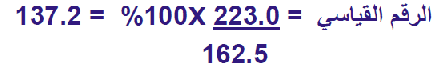 الرقم القياسي = 223.0 X100% = 137.2
162.5